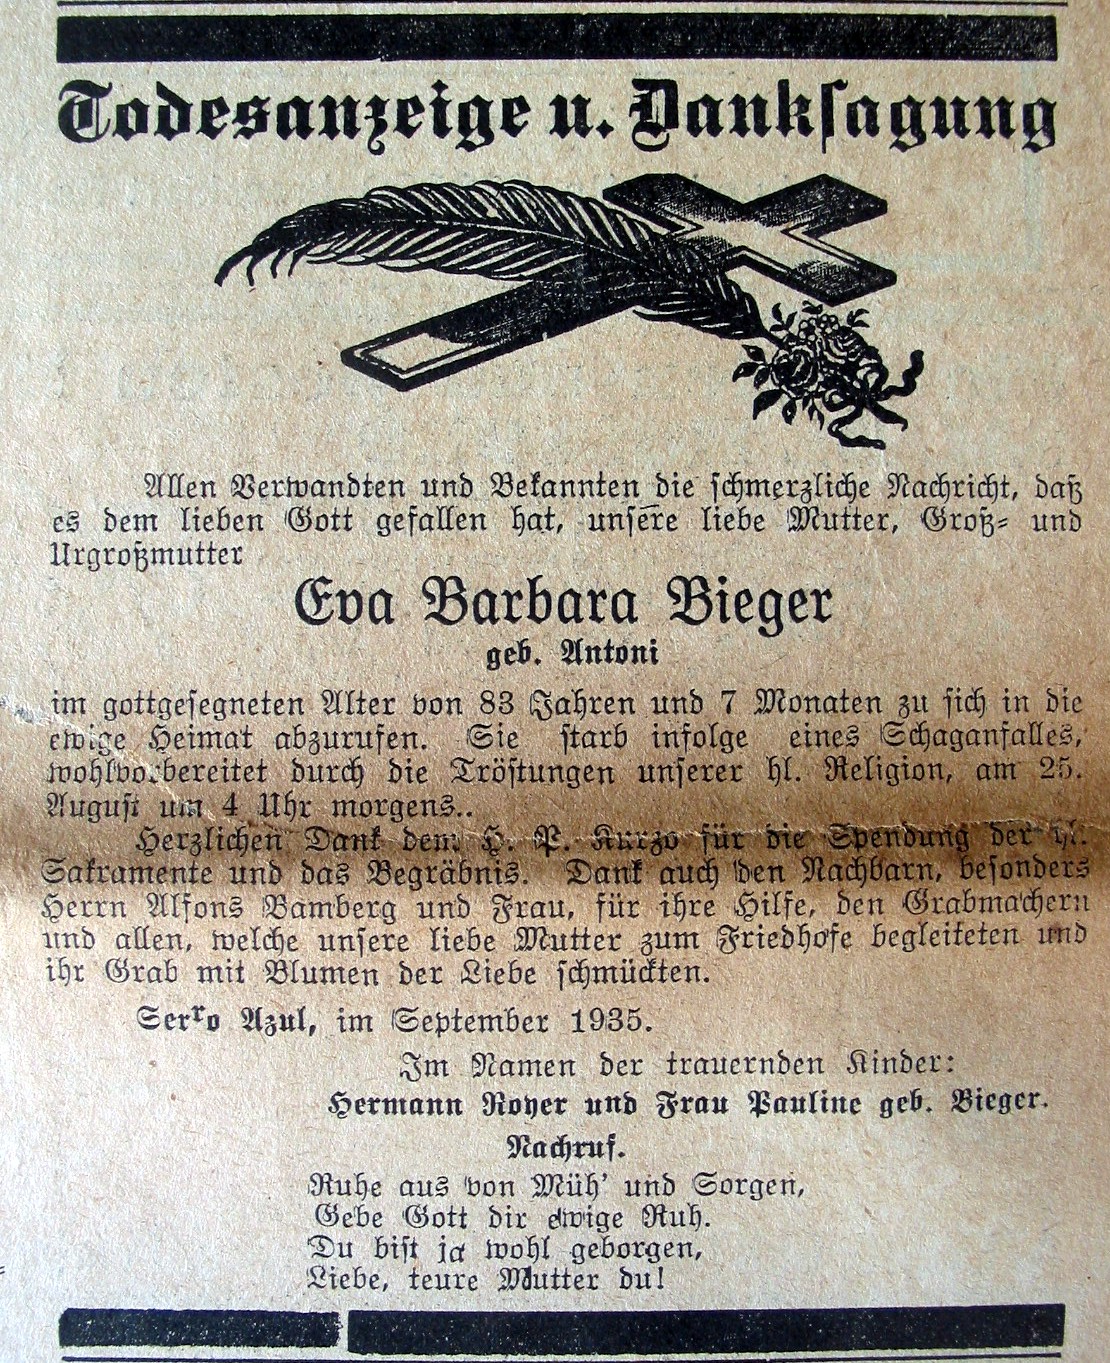 Todesanzeige u. Danksagung
Allen Verwandten und Bekannten die schmerzliche Nachricht, daß
es dem lieben Gott gefallen hat, unsere liebe Mutter, Groß- und
Urgroßmutter
Eva Barbara Bieger
geb. Antoni
im gottgesegneten Alter von 83 Jahren und 7 Monaten zu sich in die
ewige Heimat abzurufen. Sie starb infolge eines Schaganfalles,
wohlvorbereitet durch die Tröstungen unserer hl. Religion, am 25.
August um 4 Uhr morgens..
Herzlichen Dank dem H. P. für die Spendung der hl.
Sakramente und das Begräbnis. Dank auch den Nachbarn, besonders
Herrn Alfons Bamberg und Frau, für ihre Hilfe, den Grabmachern
und allen, welche unsere liebe Mutter zum Friedhofe begleiteten und
ihr Grab mit Blumen der Liebe schmückten.
Serro Azul, im September 1935.
Im Namen der trauernden Kinder:
Hermann Royer und Frau Pauline geb. Bieger.
Nachruf.
Ruhe aus von Müh' und Sorgen,
Gebe Gott dir ewige Ruh.
Du bist ja wohl geborgen,
Liebe, teure Mutter du!